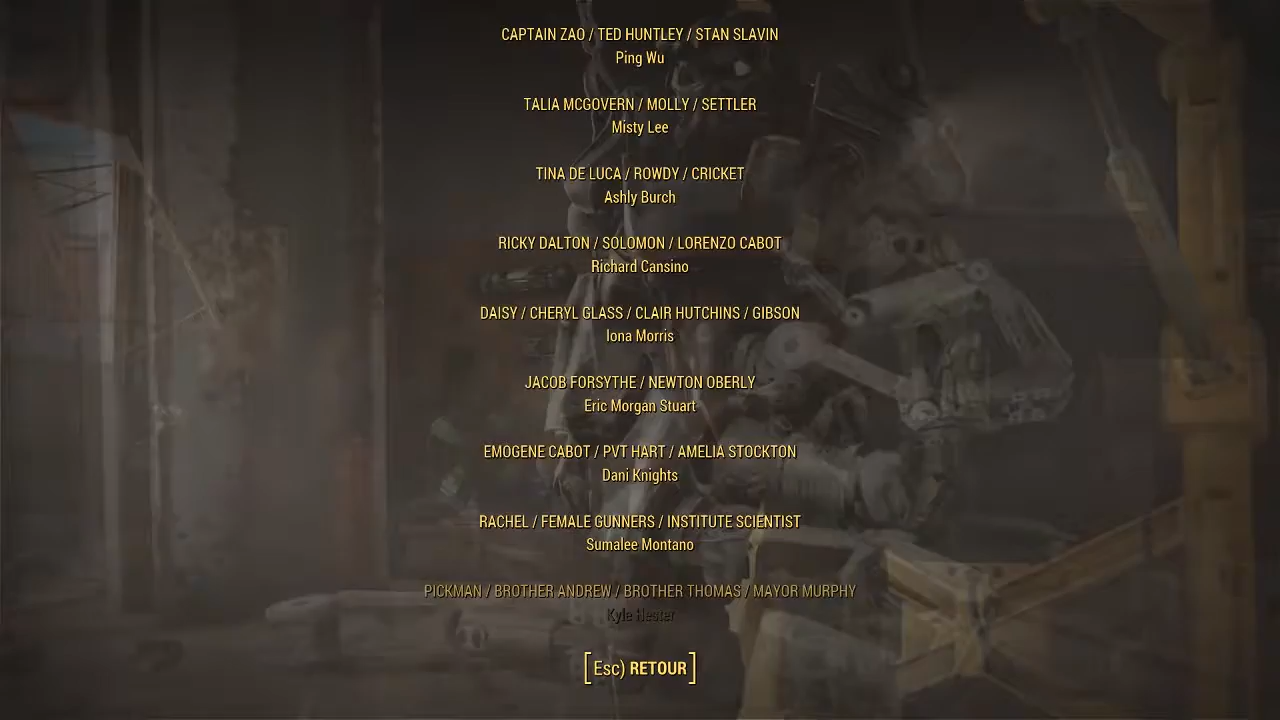 CAPTAIN ZAO / TED HUNTLEY / STAN SLAVIN
Ping Wu
TALIA MCGOVERN / MOLLY / SETTLER
Misty Lee
TINA DE LUCA / ROWDY / CRICKET
Ashly Burch
RICKY DALTON / SOLOMON / LORENZO CABOT
Richard Cansino
DAISY / CHERYL GLASS / CLAIR HUTCHINS / GIBSON
Iona Morris
JACOB FORSYTHE / NEWTON OBERLY
Eric Morgan Stuart
EMOGENE CABOT / PVT HART / AMELIA STOCKTON
Dani Knights
RACHEL / FEMALE GUNNERS / INSTITUTE SCIENTIST
Sumalee Montano
PICKMAN / BROTHER ANDREW / BROTHER THOMAS / MAYOR MURPHY
Kyle Hester
[Esc) RETOUR]